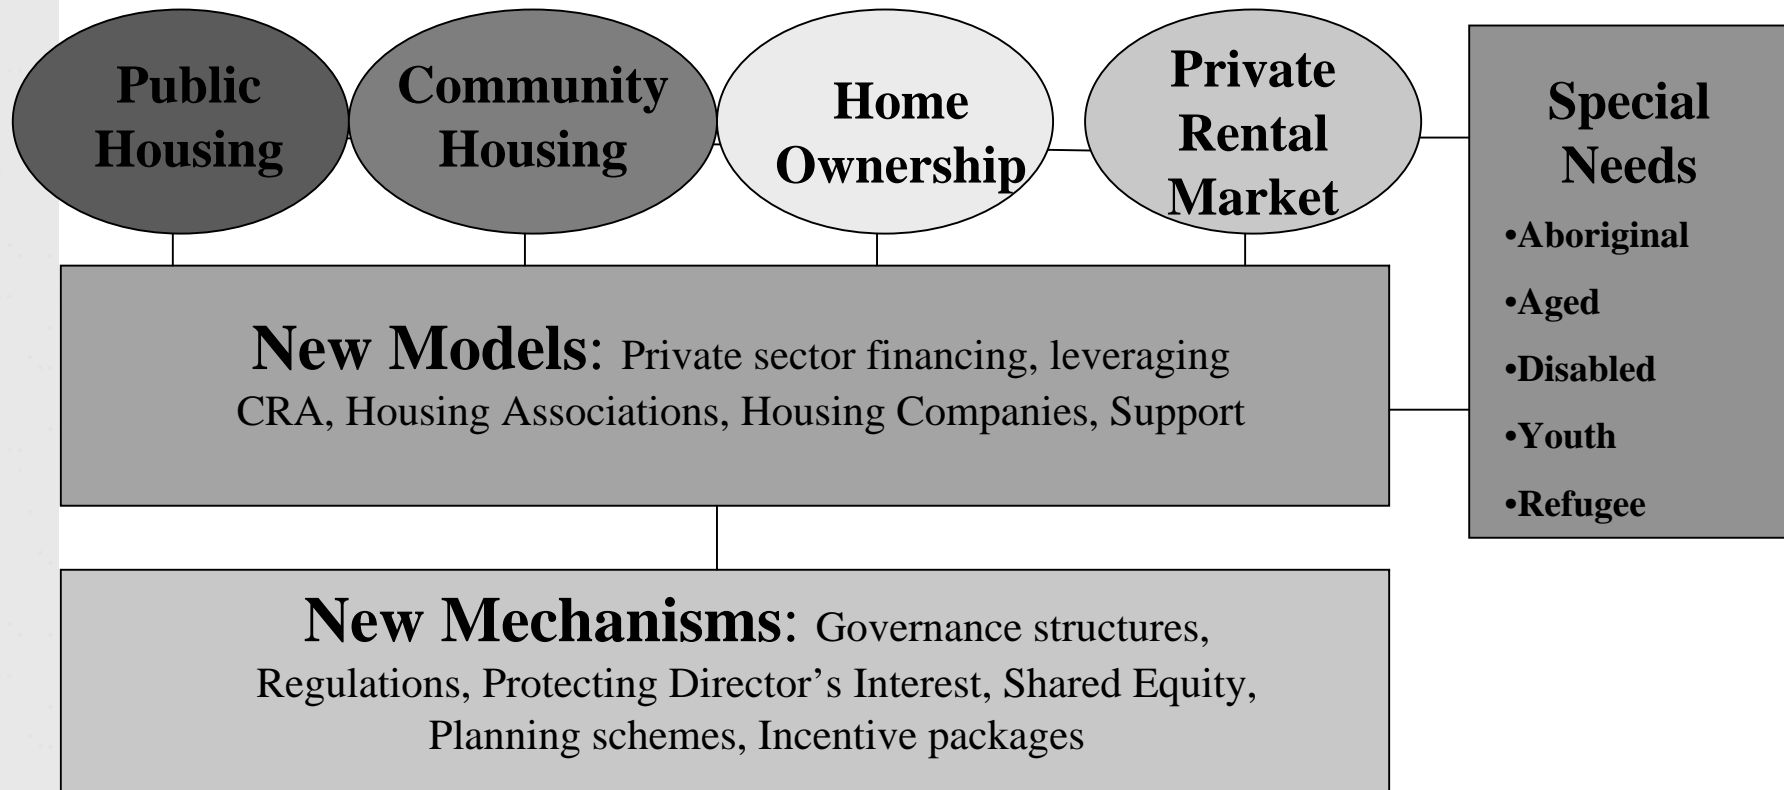 Public
Housing
Community
Housing
Home
Ownership
Private
Rental
Market
Special
Needs
•Aboriginal
•Aged
•Disabled
•Youth
•Refugee
New Models: Private sector financing, leveraging
CRA, Housing Associations, Housing Companies, Support
New Mechanisms: Governance structures,
Regulations, Protecting Director’s Interest, Shared Equity,
Planning schemes, Incentive packages